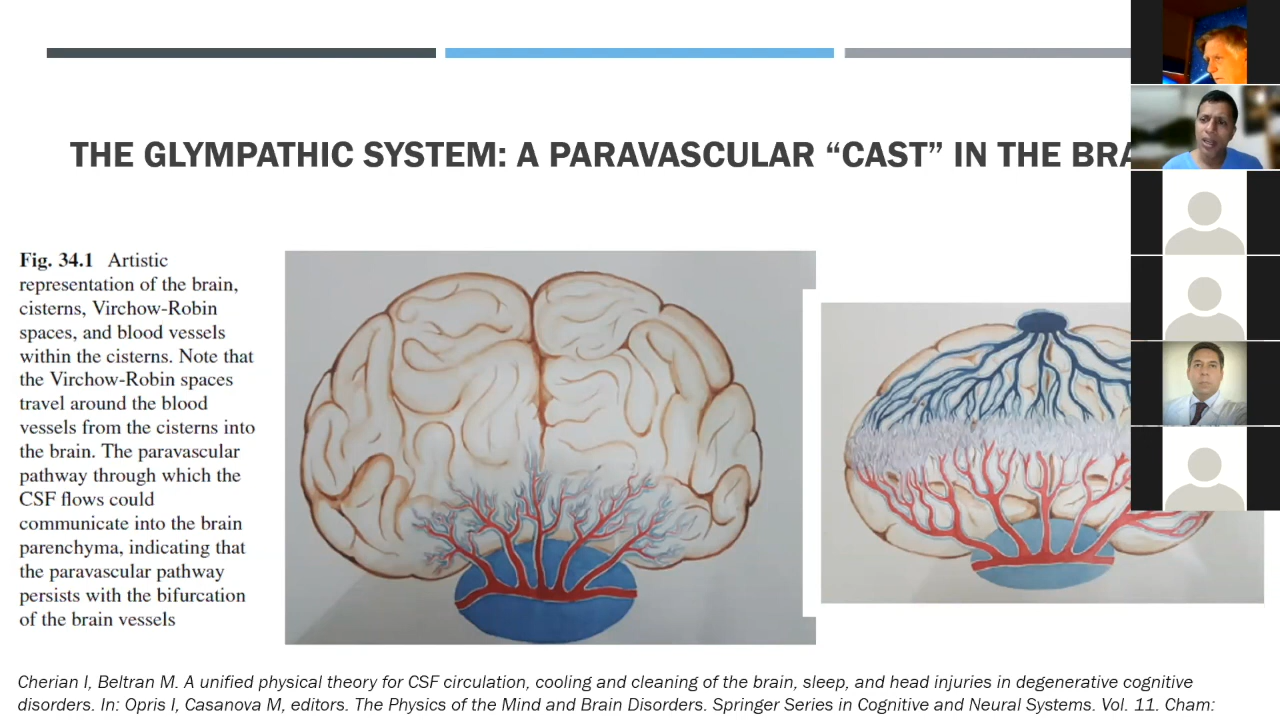 THE GLYMPATHIC SYSTEM: A PARAVASCULAR “CAST” IN THE BRA
Fig. 34.1 Artistic
representation of the brain,
cisterns, Virchow-Robin
spaces, and blood vessels
within the cisterns. Note that
the Virchow-Robin spaces
travel around the blood
vessels from the cisterns into
the brain. The paravascular
pathway through which the
CSF flows could
communicate into the brain
parenchyma, indicating that
the paravascular pathway
persists with the bifurcation
of the brain vessels
Cherian I, Beltran M. A unified physical theory for CSF circulation, cooling and cleaning of the brain, sleep, and head injuries in degenerative cognitive
disorders. In: Opris I, Casanova M, editors. The Physics of the Mind and Brain Disorders. Springer Series in Cognitive and Neural Systems. Vol. 11. Cham: